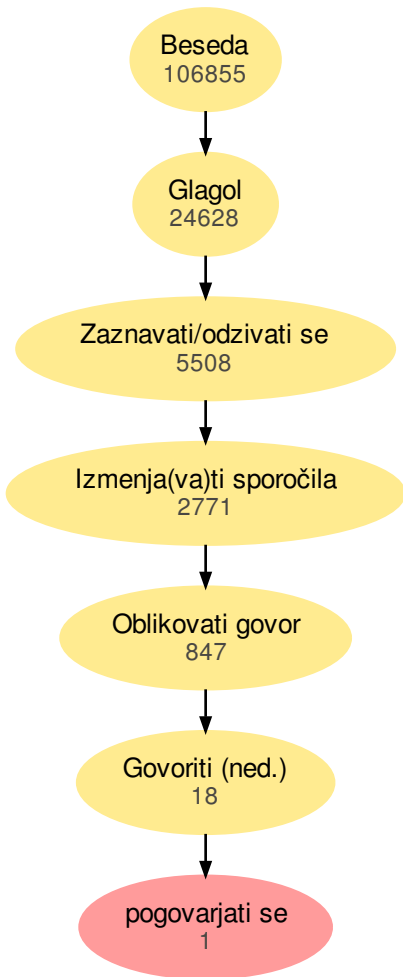 Beseda
106855
Glagol
24628
Zaznavati/odzivati se
5508
Izmenja(va)ti sporočila
2771
Oblikovati govor
847
Govoriti (ned.)
18
pogovarjati se
1